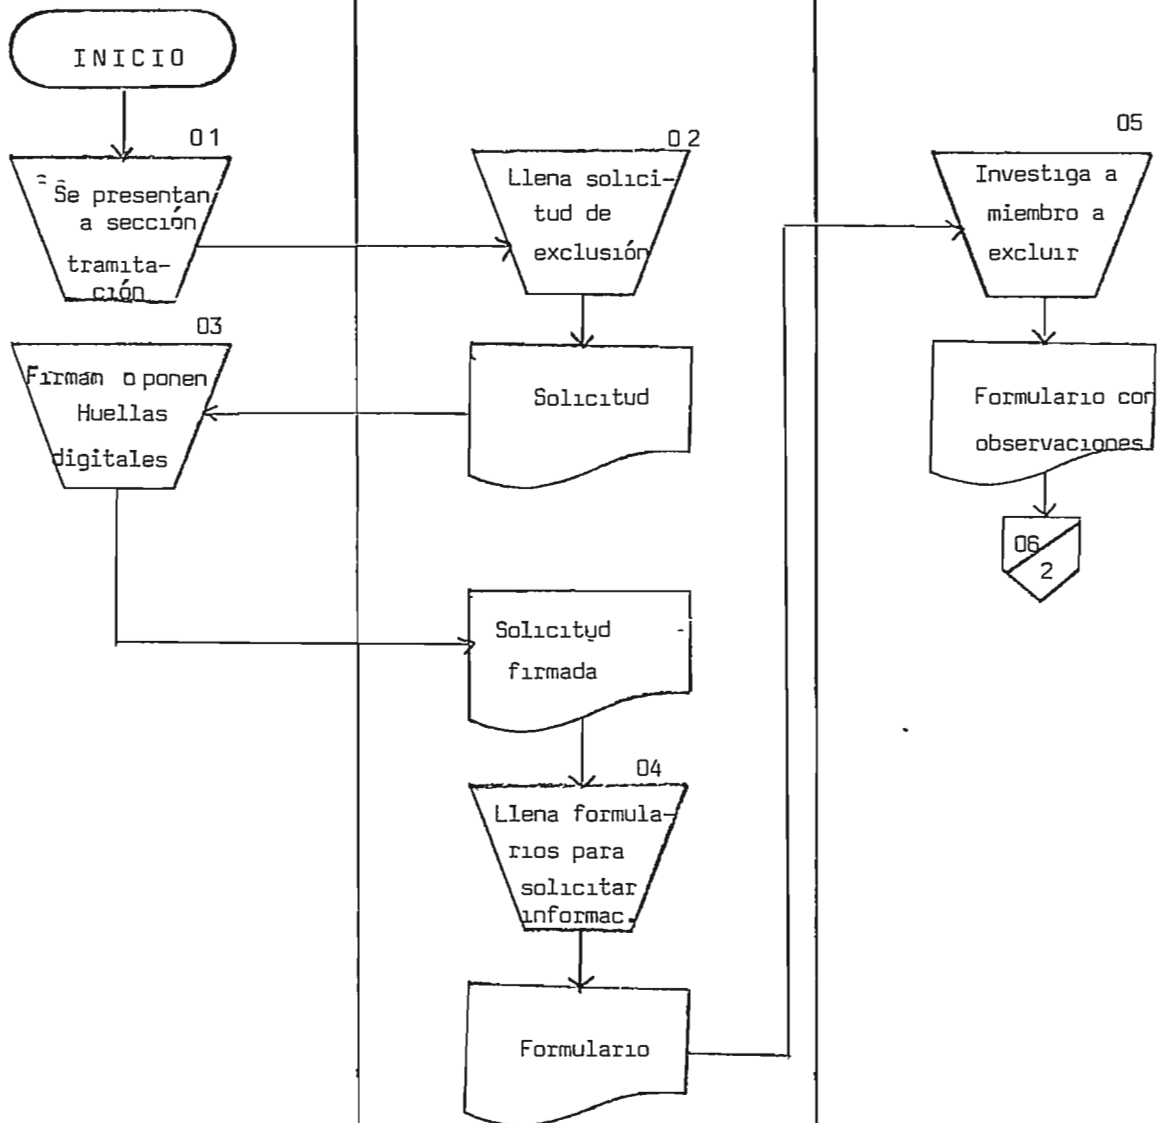 INICIO
01
Se presentan
a sección
tramita-
ción
02
Llena solici-
tud de
exclusión
Solicitud
03
Firman o ponen
Huellas
digitales
Solicitud
firmada
04
Llena formula-
rios para
solicitar
informac.
Formulario
05
Investiga a
miembro a
excluir
Formulario con
observaciones
06
2